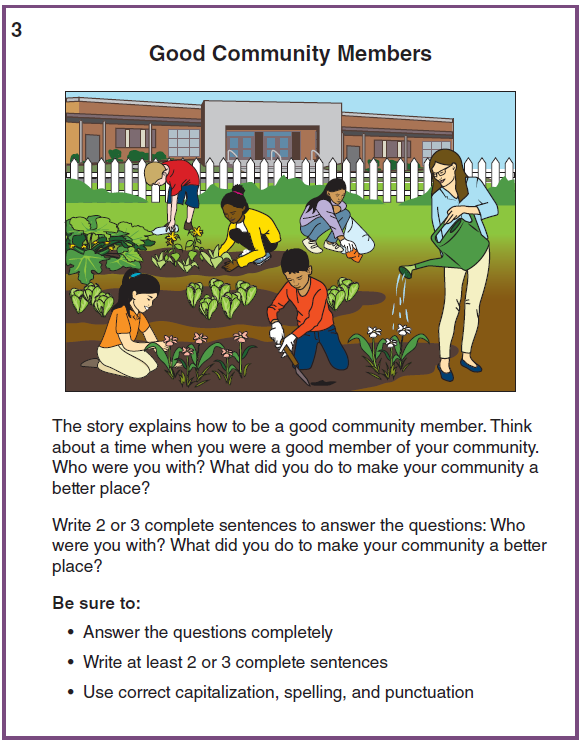 3
Good Community Members
The story explains how to be a good community member. Think
about a time when you were a good member of your community.
Who were you with? What did you do to make your community a
better place?
Write 2 or 3 complete sentences to answer the questions: Who
were you with? What did you do to make your community a better
place?
Be sure to:
• Answer the questions completely
• Write at least 2 or 3 complete sentences
• Use correct capitalization, spelling, and punctuation